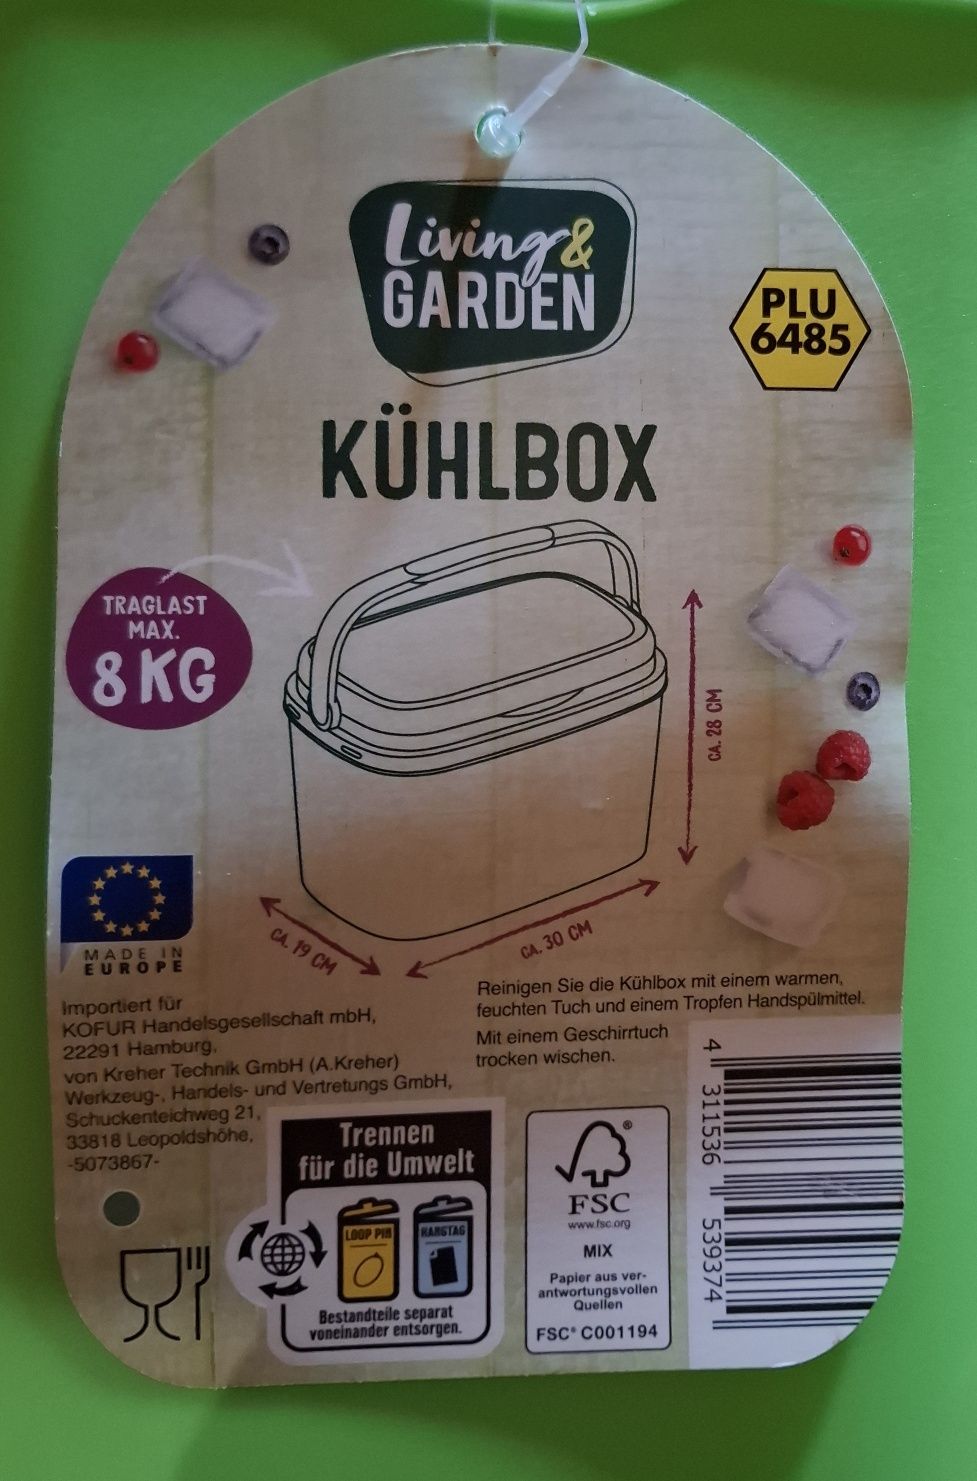 Living &
GARDEN
PLU
6485
KÜHLBOX
TRAGLAST
MAX.
8 KG
CA. 28 CM
CA. 19 CM
CA. 30 CM
MADE IN
EUROPE
Importiert für
KOFUR Handelsgesellschaft mbH,
22291 Hamburg,
von Kreher Technik GmbH (A.Kreher)
Werkzeug-, Handels- und Vertretungs GmbH,
Schuckenteichweg 21,
33818 Leopoldshöhe,
-5073867-
Reinigen Sie die Kühlbox mit einem warmen,
feuchten Tuch und einem Tropfen Handspülmittel.
Mit einem Geschirrtuch
trocken wischen.
Trennen
für die Umwelt
LOOP PIN
HANGTAG
Bestandteile separat
voneinander entsorgen.
®
FSC
www.fsc.org
MIX
Papier aus ver-
antwortungsvollen
Quellen
FSC® C001194
4 311536 539374